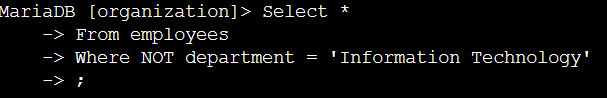 MariaDB [organization]> Select *
    -> From employees
    -> Where NOT department = 'Information Technology'
    -> ;